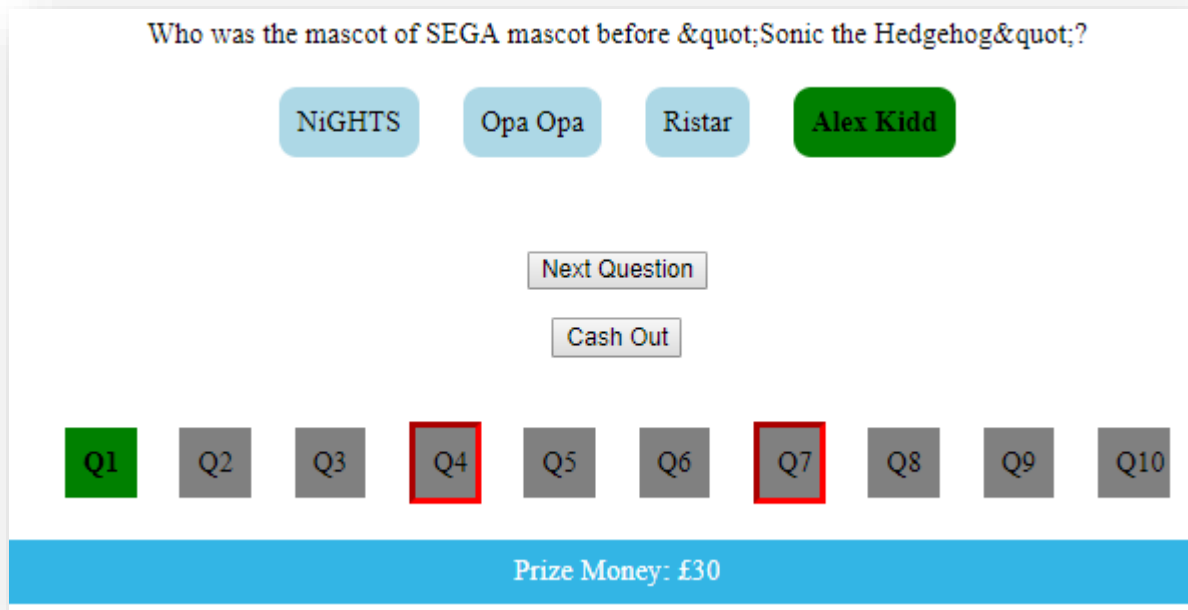 Who was the mascot of SEGA mascot before &quot;Sonic the Hedgehog&quot;?
NiGHTS Opa Opa Ristar Alex Kidd
Next Question
Cash Out
Q1 Q2 Q3 Q4 Q5 Q6 Q7 Q8 Q9 Q10
Prize Money: £30